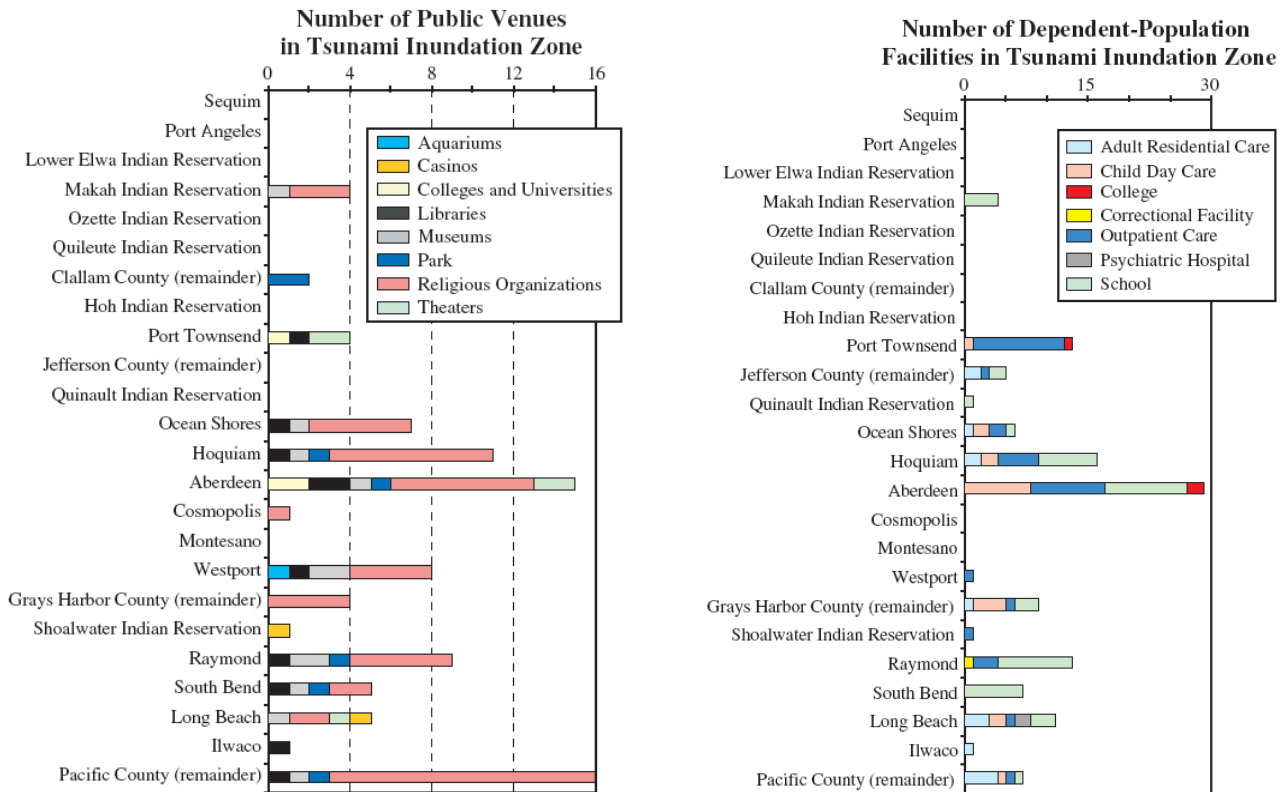 Number of Public Venues
in Tsunami Inundation Zone
0 4 8 12 16
Sequim
Port Angeles
Lower Elwa Indian Reservation
Makah Indian Reservation
Ozette Indian Reservation
Quileute Indian Reservation
Clallam County (remainder)
Hoh Indian Reservation
Port Townsend
Jefferson County (remainder)
Quinault Indian Reservation
Ocean Shores
Hoquiam
Aberdeen
Cosmopolis
Montesano
Westport
Grays Harbor County (remainder)
Shoalwater Indian Reservation
Raymond
South Bend
Long Beach
Ilwaco
Pacific County (remainder)
Aquariums
Casinos
Colleges and Universities
Libraries
Museums
Park
Religious Organizations
Theaters
Number of Dependent-Population
Facilities in Tsunami Inundation Zone
0 15 30
Sequim
Port Angeles
Lower Elwa Indian Reservation
Makah Indian Reservation
Ozette Indian Reservation
Quileute Indian Reservation
Clallam County (remainder)
Hoh Indian Reservation
Port Townsend
Jefferson County (remainder)
Quinault Indian Reservation
Ocean Shores
Hoquiam
Aberdeen
Cosmopolis
Montesano
Westport
Grays Harbor County (remainder)
Shoalwater Indian Reservation
Raymond
South Bend
Long Beach
Ilwaco
Pacific County (remainder)
Adult Residential Care
Child Day Care
College
Correctional Facility
Outpatient Care
Psychiatric Hospital
School